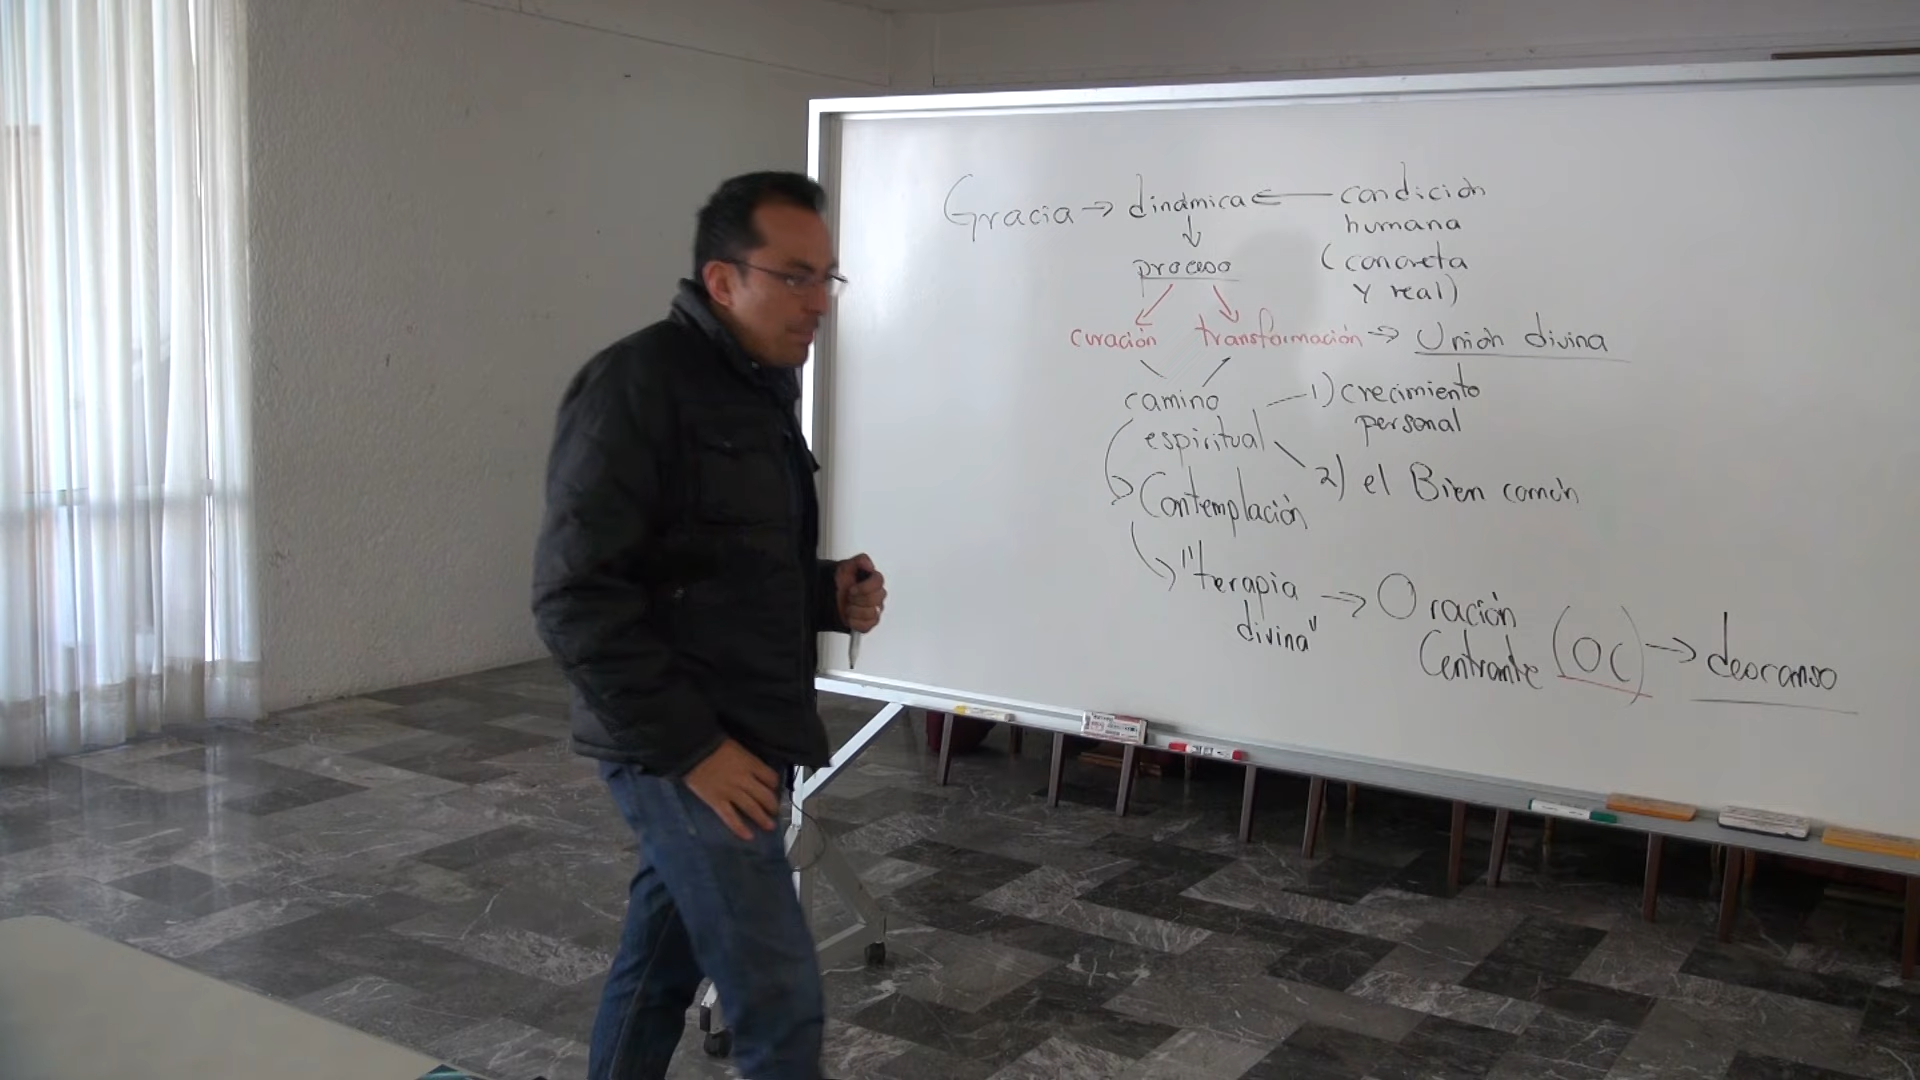 Gracia → dinámica ← condición
humana
(concreta
y real)
↓
proceso
curación transformación → Unión divina
camino
espiritual
1) crecimiento
personal
2) el Bien común
Contemplación
"terapia
divina" → Oración
Centrante (OC) → descanso